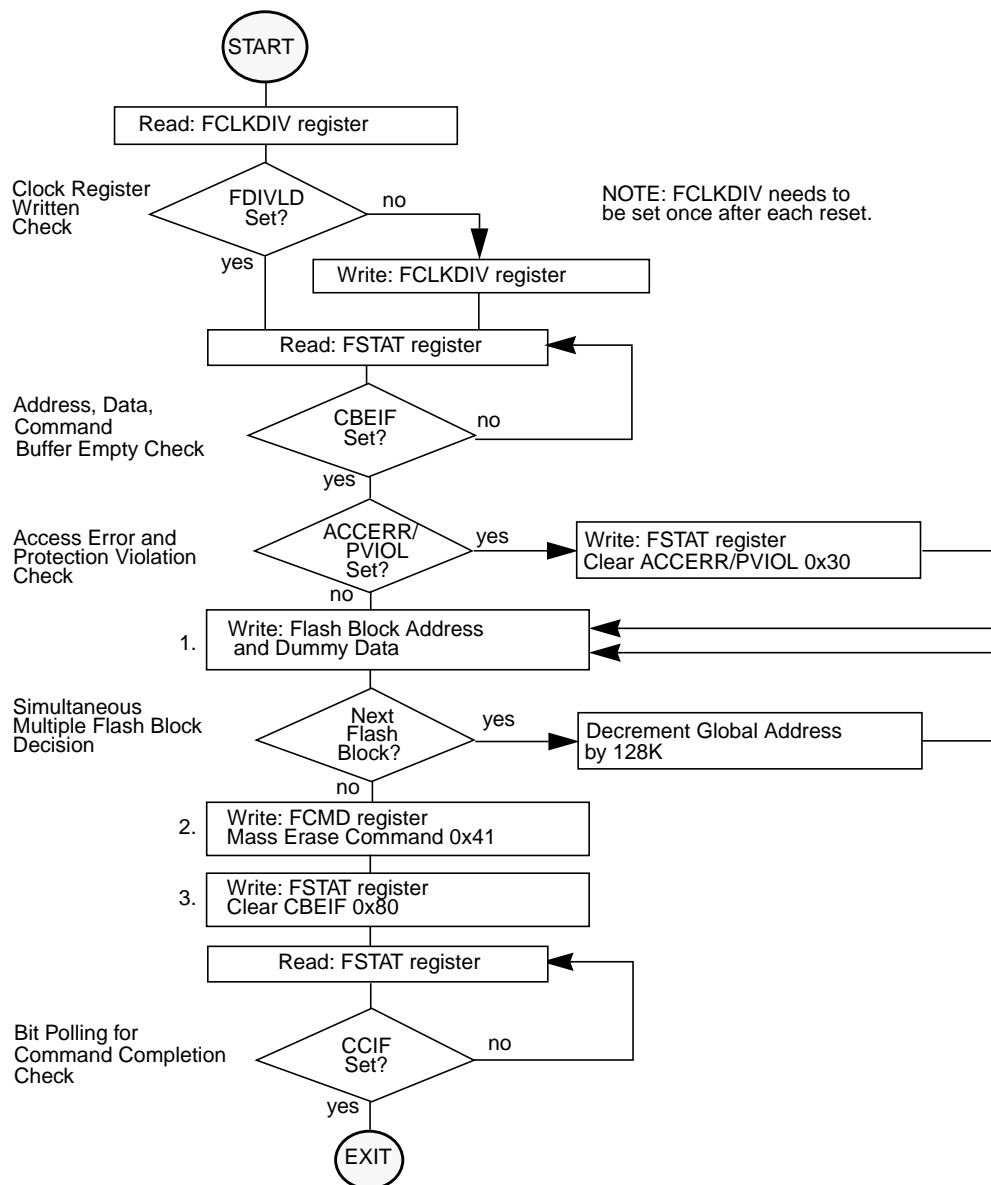 START
Read: FCLKDIV register
Clock Register
Written
Check
FDIVLD
Set?
no
yes
NOTE: FCLKDIV needs to
be set once after each reset.
Write: FCLKDIV register
Read: FSTAT register
Address, Data,
Command
Buffer Empty Check
CBEIF
Set?
no
yes
Access Error and
Protection Violation
Check
ACCERR/
PVIOL
Set?
yes
no
Write: FSTAT register
Clear ACCERR/PVIOL 0x30
1.
Write: Flash Block Address
and Dummy Data
Simultaneous
Multiple Flash Block
Decision
Next
Flash
Block?
yes
no
Decrement Global Address
by 128K
2.
Write: FCMD register
Mass Erase Command 0x41
3.
Write: FSTAT register
Clear CBEIF 0x80
Read: FSTAT register
Bit Polling for
Command Completion
Check
CCIF
Set?
no
yes
EXIT